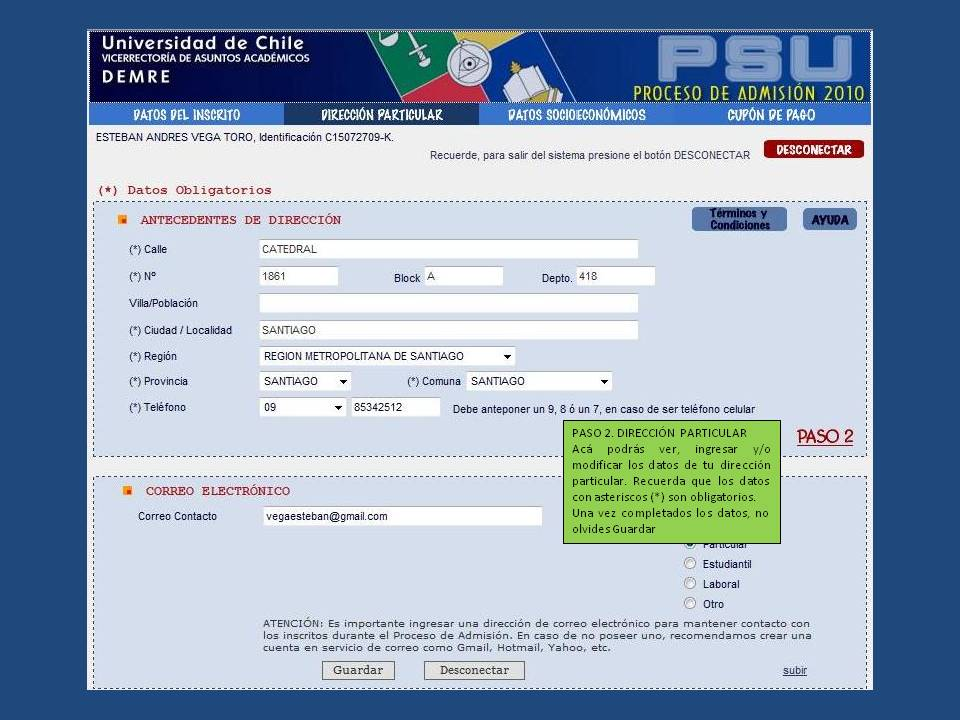 Universidad de Chile
VICERRECTORÍA DE ASUNTOS ACADÉMICOS
DEMRE
PSU
PROCESO DE ADMISIÓN 2010
DATOS DEL INSCRITO DIRECCIÓN PARTICULAR DATOS SOCIOECONÓMICOS CUPÓN DE PAGO
ESTEBAN ANDRES VEGA TORO, Identificación C15072709-K.
Recuerde, para salir del sistema presione el botón DESCONECTAR DESCONECTAR
(*) Datos Obligatorios
ANTECEDENTES DE DIRECCIÓN Términos y Condiciones AYUDA
(*) Calle CATEDRAL
(*) Nº 1861 Block A Depto. 418
Villa/Población
(*) Ciudad / Localidad SANTIAGO
(*) Región REGION METROPOLITANA DE SANTIAGO
(*) Provincia SANTIAGO (*) Comuna SANTIAGO
(*) Teléfono 09 85342512 Debe anteponer un 9, 8 ó un 7, en caso de ser teléfono celular
PASO 2
PASO 2. DIRECCIÓN PARTICULAR
Acá podrás ver, ingresar y/o
modificar los datos de tu dirección
particular. Recuerda que los datos
con asteriscos (*) son obligatorios.
Una vez completados los datos, no
olvides Guardar
CORREO ELECTRÓNICO
Correo Contacto vegaesteban@gmail.com
Particular
Estudiantil
Laboral
Otro
ATENCIÓN: Es importante ingresar una dirección de correo electrónico para mantener contacto con
los inscritos durante el Proceso de Admisión. En caso de no poseer uno, recomendamos crear una
cuenta en servicio de correo como Gmail, Hotmail, Yahoo, etc.
Guardar Desconectar subir